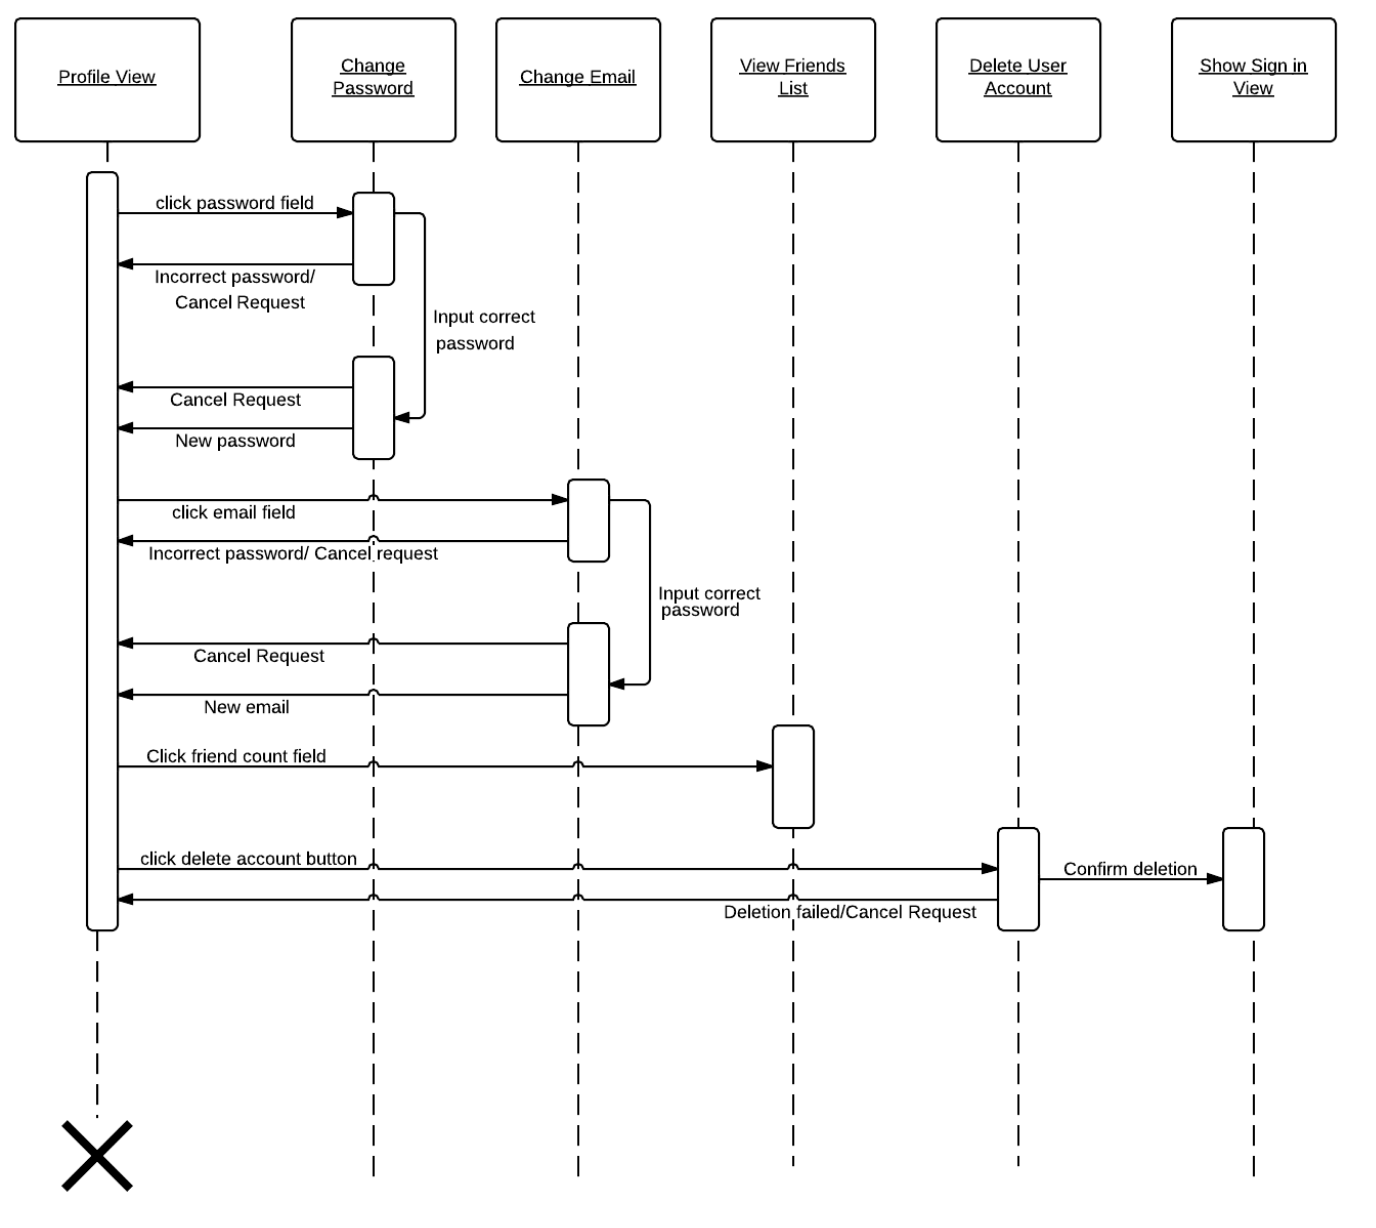 Profile View
Change
Password
Change Email
View Friends
List
Delete User
Account
Show Sign in
View
click password field
Incorrect password/
Cancel Request
Input correct
password
Cancel Request
New password
click email field
Incorrect password/ Cancel request
Input correct
password
Cancel Request
New email
Click friend count field
click delete account button
Confirm deletion
Deletion failed/Cancel Request